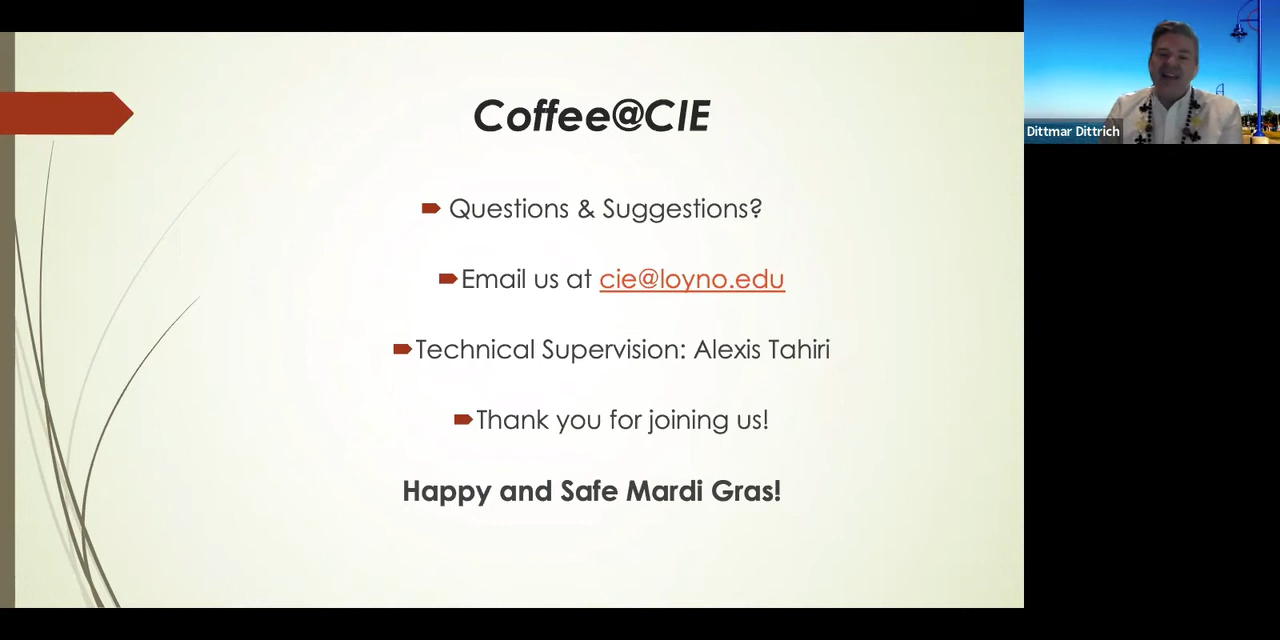 Coffee@CIE
Questions & Suggestions?
Email us at cie@loyno.edu
Technical Supervision: Alexis Tahiri
Thank you for joining us!
Happy and Safe Mardi Gras!
Dittmar Dittrich